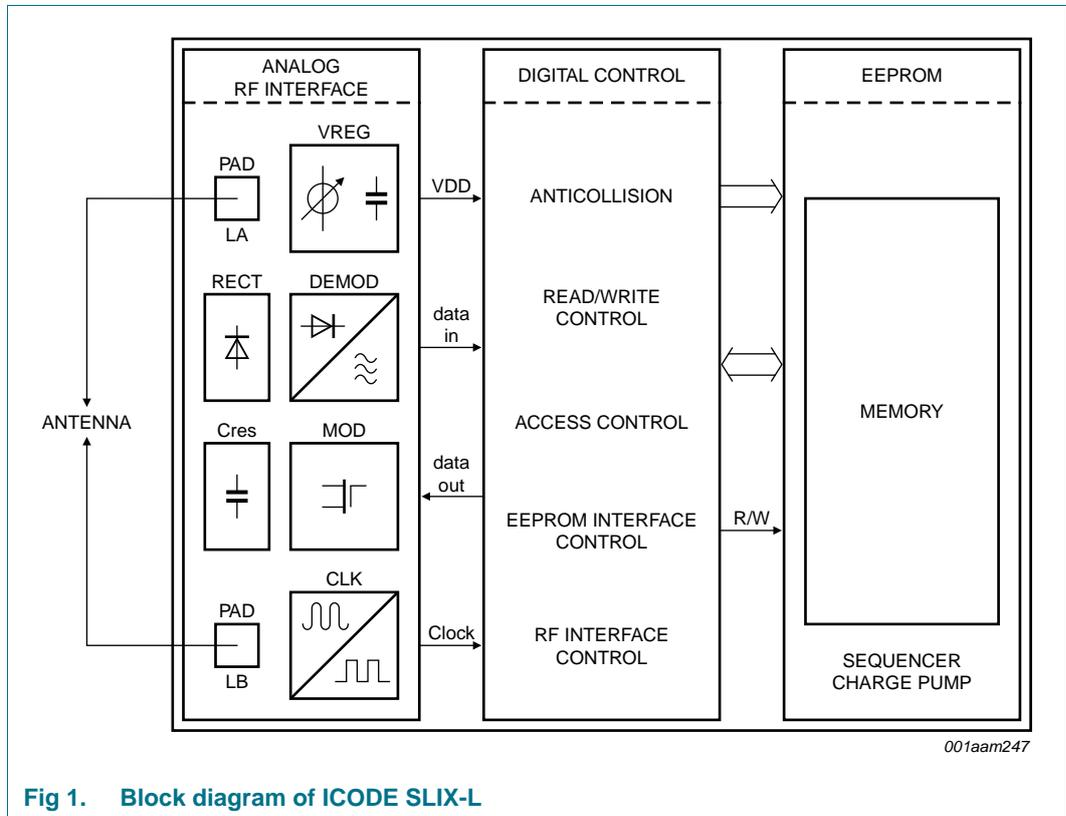 ANALOG
RF INTERFACE
DIGITAL CONTROL
EEPROM
VREG
PAD
LA
VDD
ANTICOLLISION
RECT
DEMOD
data
in
READ/WRITE
CONTROL
ANTENNA
ACCESS CONTROL
MEMORY
Cres
MOD
data
out
EEPROM INTERFACE
CONTROL
R/W
CLK
PAD
LB
Clock
RF INTERFACE
CONTROL
SEQUENCER
CHARGE PUMP
001aam247
Fig 1. Block diagram of ICODE SLIX-L